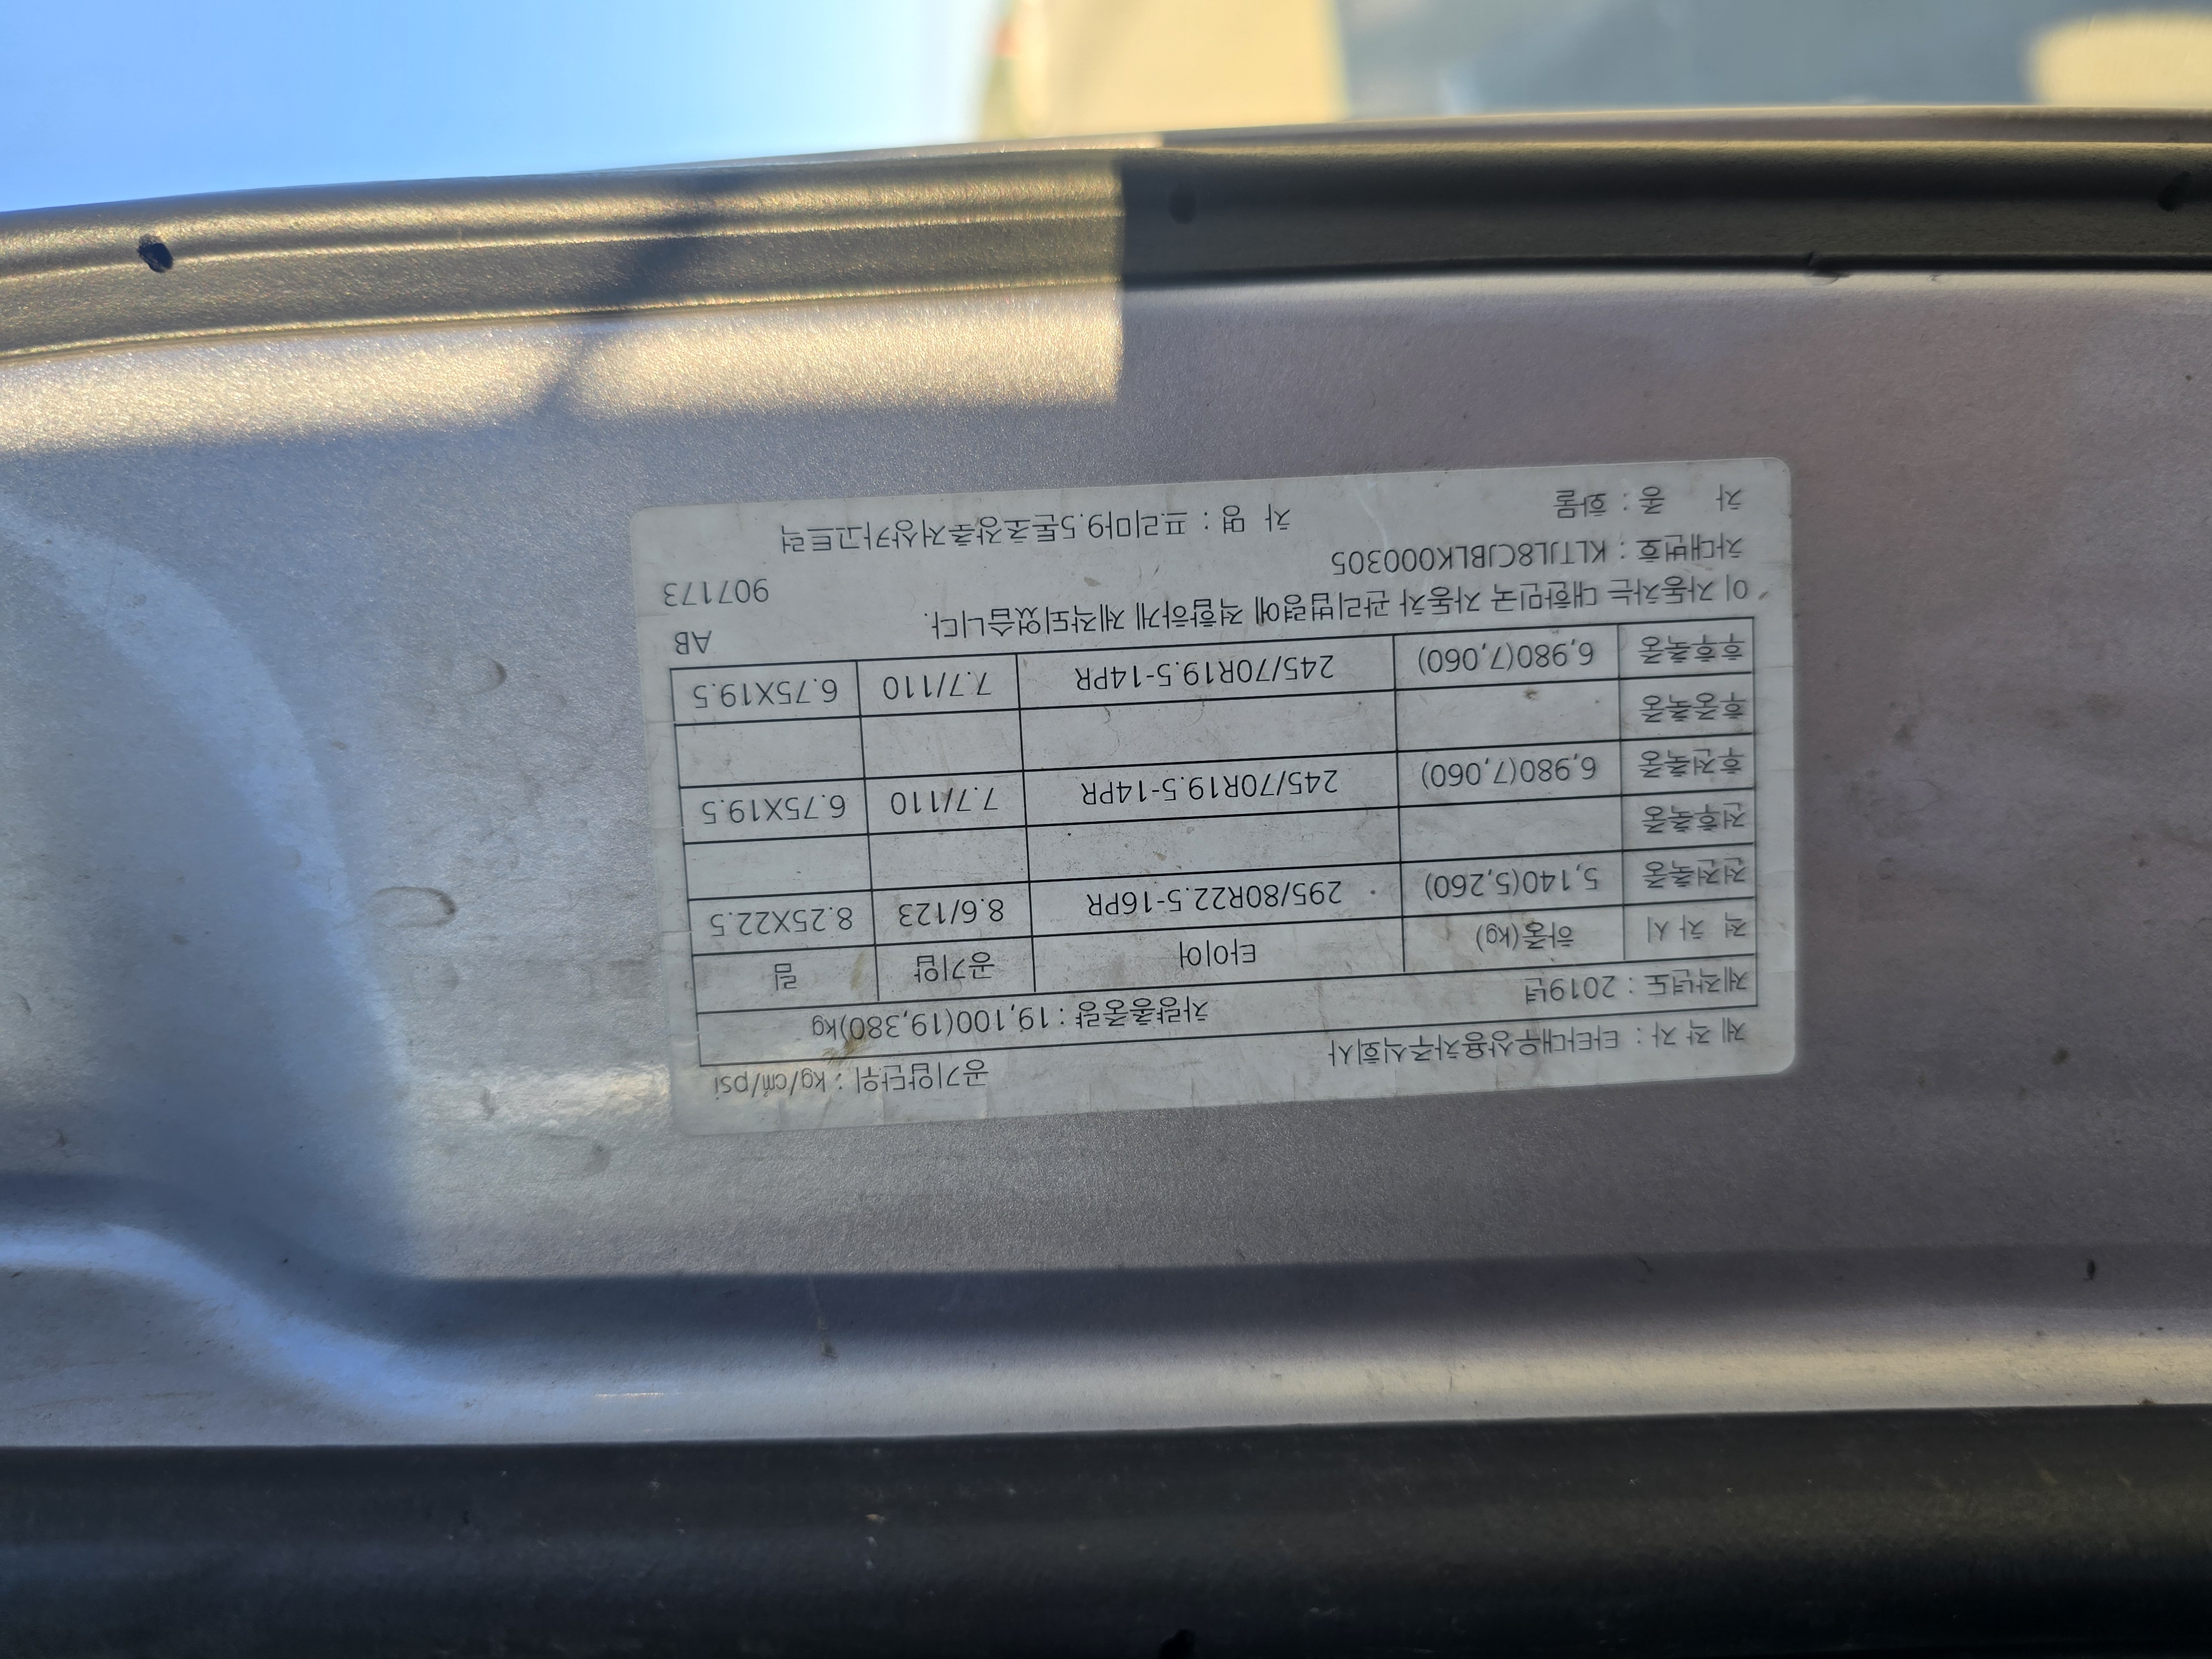 제 작 자 : 타타대우상용차주식회사 공기압단위 : kg/cm²/psi
제작년도 : 2019년 차량총중량 : 19,100(19,380)kg
적 차 시 하중(kg) 타이어 공기압 림
전전축중 5,140(5,260) 295/80R22.5-16PR 8.6/123 8.25X22.5
전후축중
후전축중 6,980(7,060) 245/70R19.5-14PR 7.7/110 6.75X19.5
후중축중
후후축중 6,980(7,060) 245/70R19.5-14PR 7.7/110 6.75X19.5
이 자동차는 대한민국 자동차 관리법령에 적합하게 제작되었습니다. AB
차대번호 : KLTJL8CJBLK000305 907173
차 종 : 화물 차 명 : 프리마9.5톤초장축저상카고트럭